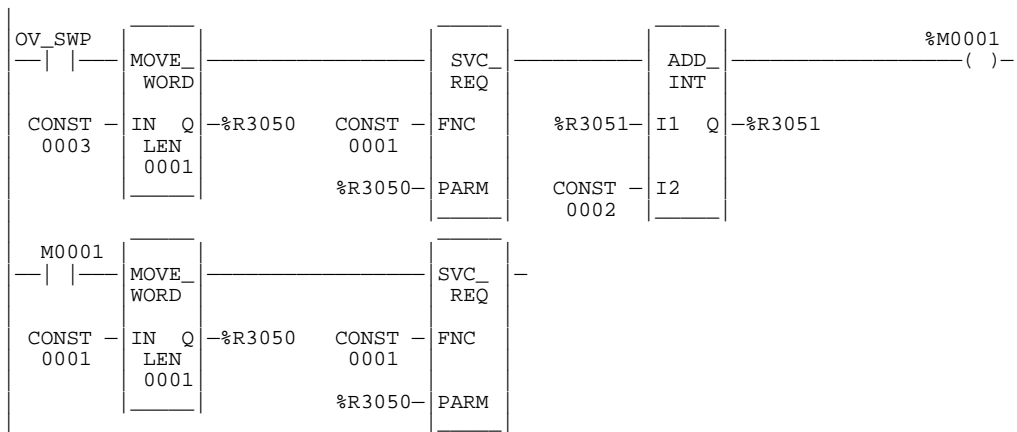 OV_SWP %M0001
MOVE_ SVC_ ADD_
WORD REQ INT
CONST IN Q %R3050 CONST FNC %R3051 I1 Q %R3051
0003 LEN 0001
0001
%R3050 PARM CONST I2
0002
M0001
MOVE_ SVC_
WORD REQ
CONST IN Q %R3050 CONST FNC
0001 LEN 0001
0001
%R3050 PARM